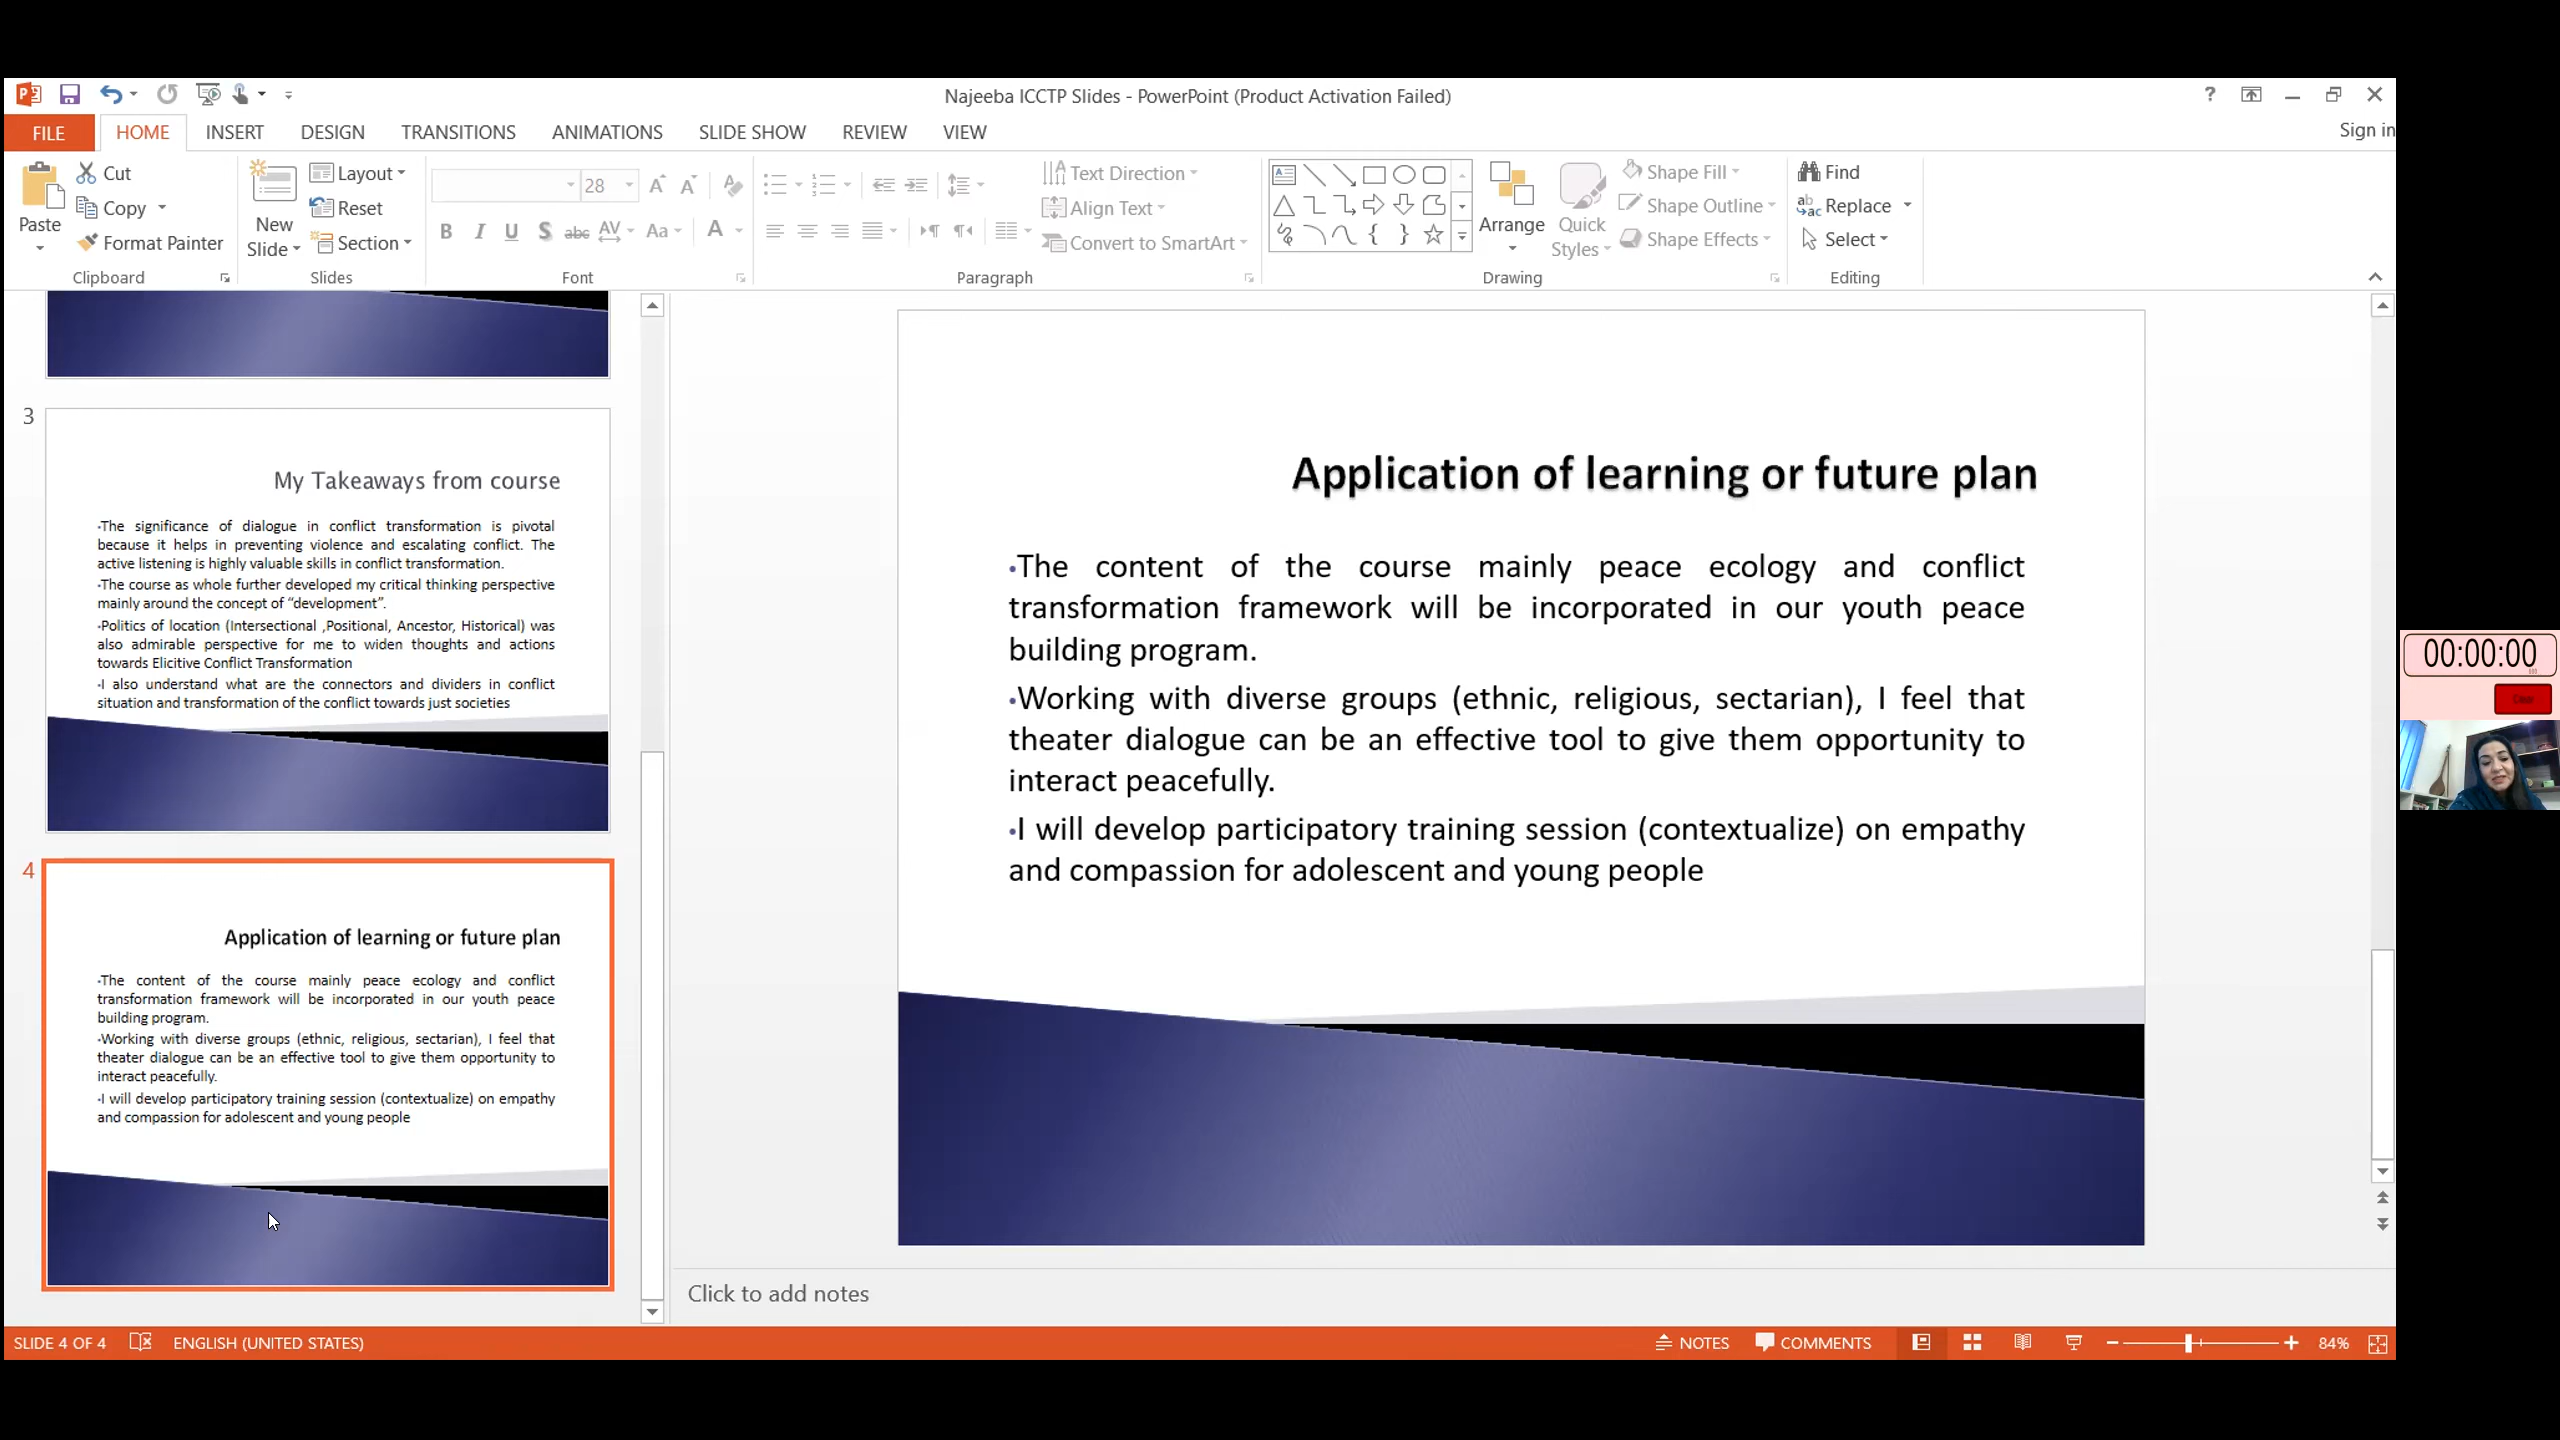 Najeeba ICCTP Slides - PowerPoint (Product Activation Failed)
?
FILE HOME INSERT DESIGN TRANSITIONS ANIMATIONS SLIDE SHOW REVIEW VIEW
Sign in
Paste
Cut
Copy
Format Painter
Clipboard
New
Slide
Layout
Reset
Section
Slides
28
B I U S abc AV Aa A
Font
Text Direction
Align Text
Convert to SmartArt
Paragraph
Arrange
Quick
Styles
Shape Fill
Shape Outline
Shape Effects
Drawing
Find
Replace
Select
Editing
3
My Takeaways from course
•The significance of dialogue in conflict transformation is pivotal
because it helps in preventing violence and escalating conflict. The
active listening is highly valuable skills in conflict transformation.
•The course as whole further developed my critical thinking perspective
mainly around the concept of “development”.
•Politics of location (Intersectional ,Positional, Ancestor, Historical) was
also admirable perspective for me to widen thoughts and actions
towards Elicitive Conflict Transformation
•I also understand what are the connectors and dividers in conflict
situation and transformation of the conflict towards just societies
4
Application of learning or future plan
•The content of the course mainly peace ecology and conflict
transformation framework will be incorporated in our youth peace
building program.
•Working with diverse groups (ethnic, religious, sectarian), I feel that
theater dialogue can be an effective tool to give them opportunity to
interact peacefully.
•I will develop participatory training session (contextualize) on empathy
and compassion for adolescent and young people
Application of learning or future plan
•The content of the course mainly peace ecology and conflict
transformation framework will be incorporated in our youth peace
building program.
•Working with diverse groups (ethnic, religious, sectarian), I feel that
theater dialogue can be an effective tool to give them opportunity to
interact peacefully.
•I will develop participatory training session (contextualize) on empathy
and compassion for adolescent and young people
Click to add notes
00:00:00
SLIDE 4 OF 4 ENGLISH (UNITED STATES) NOTES COMMENTS 84%